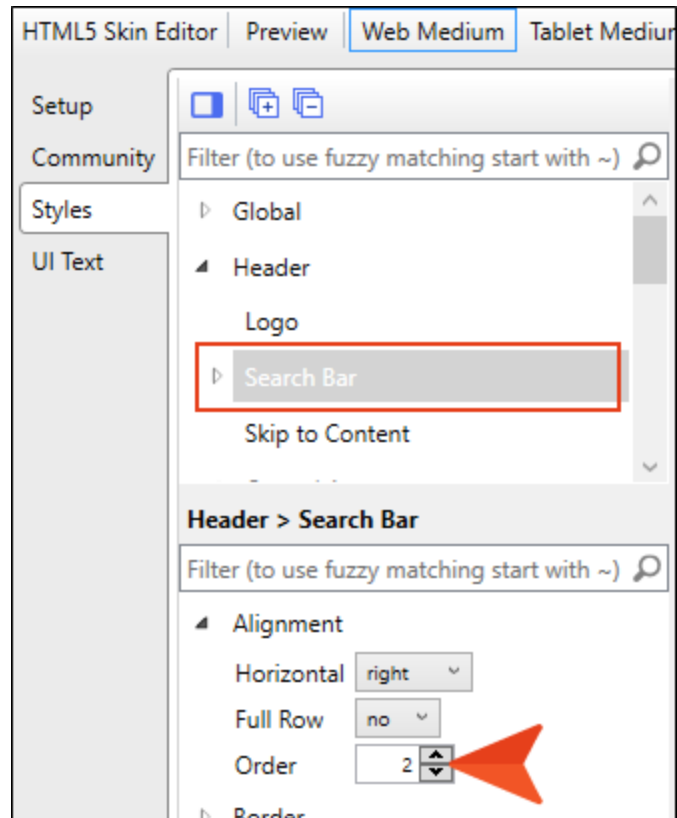 HTML5 Skin Editor Preview Web Medium Tablet Mediu
Setup
Community
Styles
UI Text
Filter (to use fuzzy matching start with ~)
Global
Header
Logo
Search Bar
Skip to Content
Header > Search Bar
Filter (to use fuzzy matching start with ~)
Alignment
Horizontal right
Full Row no
Order 2
Border